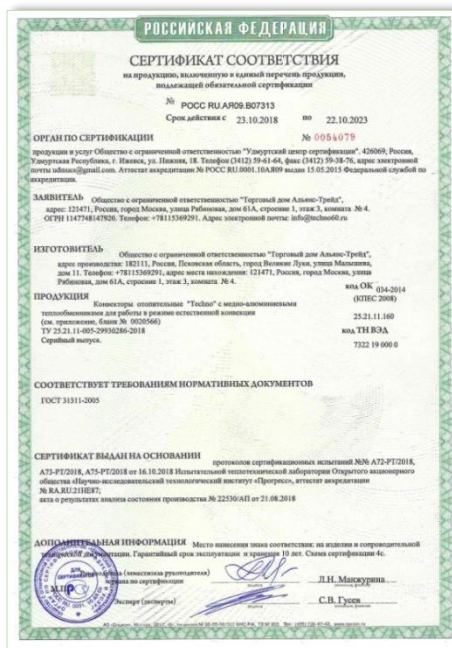 РОССИЙСКАЯ ФЕДЕРАЦИЯ
СЕРТИФИКАТ СООТВЕТСТВИЯ
на продукцию, включенную в единый перечень продукции,
подлежащей обязательной сертификации
№ РОСС RU.АЯ09.В07313
Срок действия с 23.10.2018 по 22.10.2023
ОРГАН ПО СЕРТИФИКАЦИИ № 0054079
продукции и услуг Общество с ограниченной ответственностью "Удмуртский центр сертификации". 426069, Россия,
Удмуртская Республика, г. Ижевск, ул. Нижняя, 18. Телефон (3412) 59-61-64, факс (3412) 59-38-76, адрес электронной
почты @gmail.com. Аттестат аккредитации № РОСС RU.0001.10АЯ09 выдан 15.05.2015 Федеральной службой по
аккредитации.
ЗАЯВИТЕЛЬ Общество с ограниченной ответственностью "Торговый дом Альянс-Трейд",
адрес: 121471, Россия, город Москва, улица Рябиновая, дом 61А, строение 1, этаж 3, комната № 4.
ОГРН 1147748147920. Телефон: +78115369291. Адрес электронной почты: info@techno60.ru
ИЗГОТОВИТЕЛЬ
Общество с ограниченной ответственностью "Торговый дом Альянс-Трейд",
адрес производства: 182111, Россия, Псковская область, город Великие Луки, улица Малышева,
дом 11. Телефон: +78115369291, адрес места нахождения: 121471, Россия, город Москва, улица
Рябиновая, дом 61А, строение 1, этаж 3, комната № 4.
код ОК 034-2014
ПРОДУКЦИЯ (КПЕС 2008)
Конвекторы отопительные "Techno" с медно-алюминиевыми
теплообменниками для работы в режиме естественной конвекции 25.21.11.160
(см. приложение, бланк № 0020566)
ТУ 25.21.11-005-29930286-2018 код ТН ВЭД
Серийный выпуск.
7322 19 000 0
СООТВЕТСТВУЕТ ТРЕБОВАНИЯМ НОРМАТИВНЫХ ДОКУМЕНТОВ
ГОСТ 31311-2005
СЕРТИФИКАТ ВЫДАН НА ОСНОВАНИИ протоколов сертификационных испытаний №№ А72-РТ/2018,
А73-РТ/2018, А75-РТ/2018 от 16.10.2018 Испытательной теплотехнической лаборатории Открытого акционерного
общества «Научно-исследовательский технологический институт «Прогресс», аттестат аккредитации
№ RA.RU.21НЕ87;
акта о результатах анализа состояния производства № 22530/АП от 21.08.2018
ДОПОЛНИТЕЛЬНАЯ ИНФОРМАЦИЯ Место нанесения знака соответствия: на изделии и сопроводительной
технической документации. Гарантийный срок эксплуатации и хранения 10 лет. Схема сертификации 4с.
(заместитель руководителя)
органа по сертификации Л.Н. Манжурина
М.П.
Эксперт (эксперты) С.В. Гусев